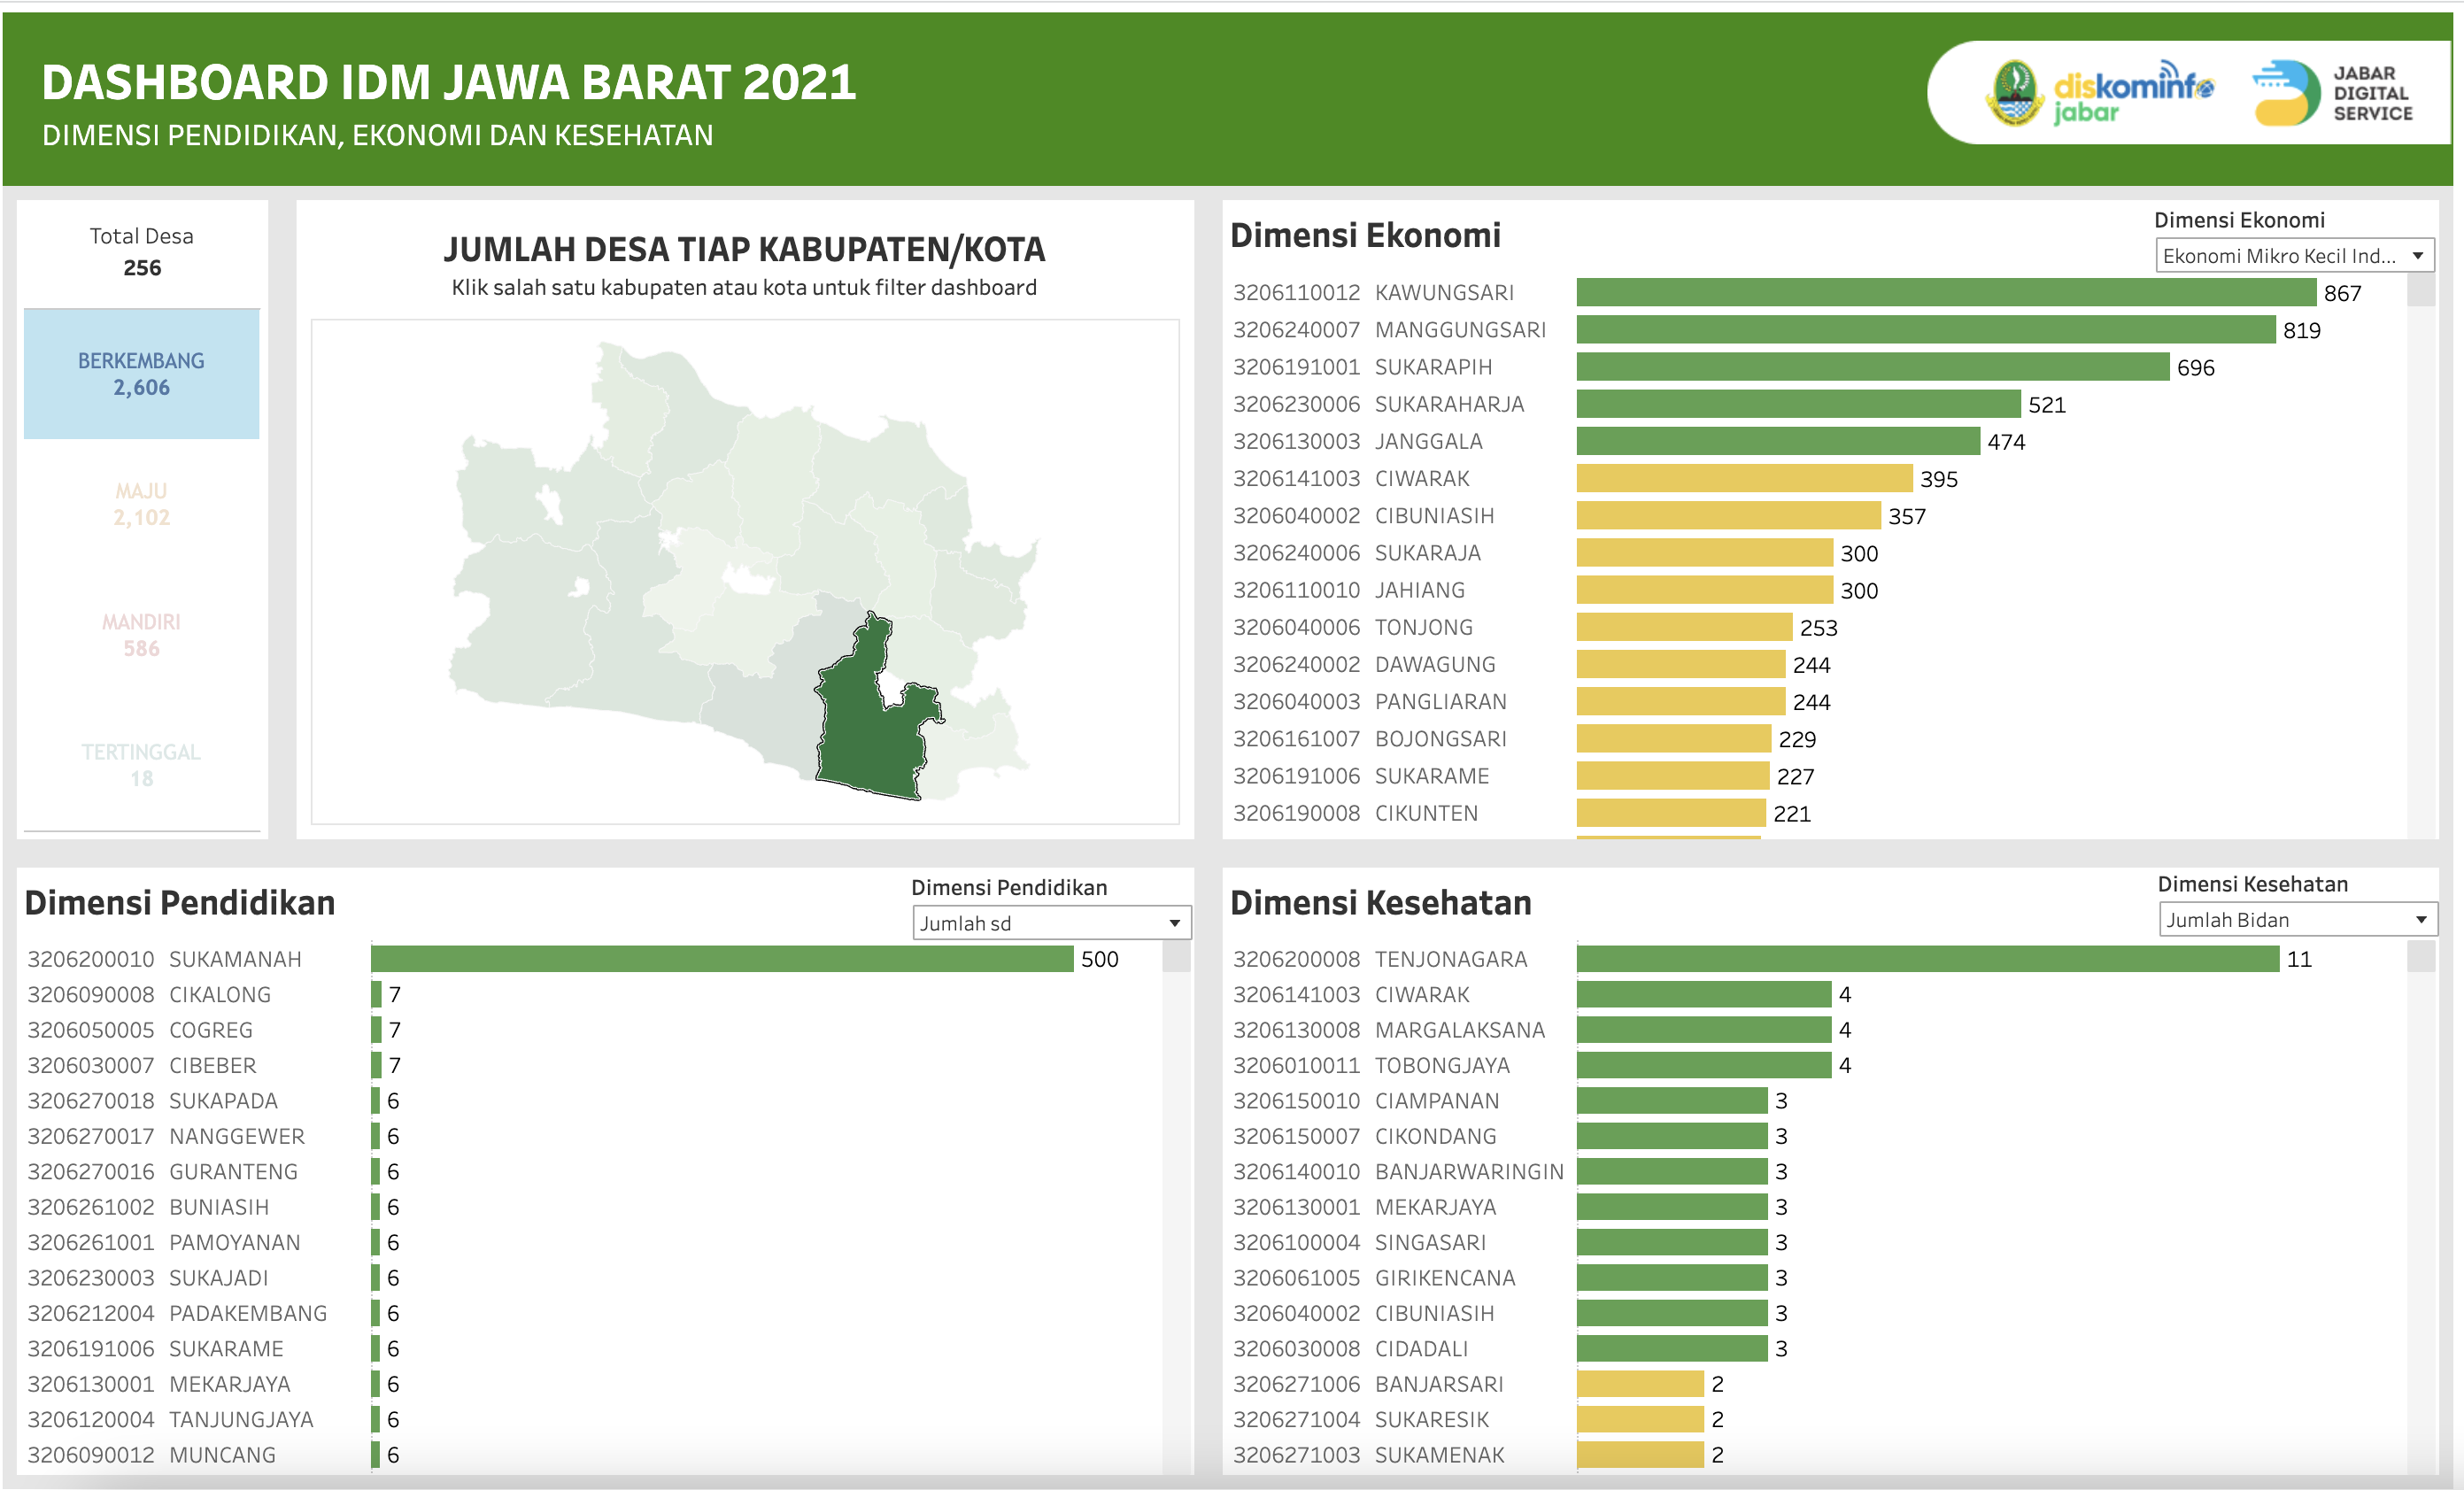 DASHBOARD IDM JAWA BARAT 2021
DIMENSI PENDIDIKAN, EKONOMI DAN KESEHATAN
diskominfo
jabar
JABAR
DIGITAL
SERVICE
Total Desa
256
BERKEMBANG
2,606
MAJU
2,102
MANDIRI
586
TERTINGGAL
18
JUMLAH DESA TIAP KABUPATEN/KOTA
Klik salah satu kabupaten atau kota untuk filter dashboard
Dimensi Ekonomi
Dimensi Ekonomi
Ekonomi Mikro Kecil Ind...
3206110012 KAWUNGSARI 867
3206240007 MANGGUNGSARI 819
3206191001 SUKARAPIH 696
3206230006 SUKARAHARJA 521
3206130003 JANGGALA 474
3206141003 CIWARAK 395
3206040002 CIBUNIASIH 357
3206240006 SUKARAJA 300
3206110010 JAHIANG 300
3206040006 TONJONG 253
3206240002 DAWAGUNG 244
3206040003 PANGLIARAN 244
3206161007 BOJONGSARI 229
3206191006 SUKARAME 227
3206190008 CIKUNTEN 221
Dimensi Pendidikan
Dimensi Pendidikan
Jumlah sd
3206200010 SUKAMANAH 500
3206090008 CIKALONG 7
3206050005 COGREG 7
3206030007 CIBEBER 7
3206270018 SUKAPADA 6
3206270017 NANGGEWER 6
3206270016 GURANTENG 6
3206261002 BUNIASIH 6
3206261001 PAMOYANAN 6
3206230003 SUKAJADI 6
3206212004 PADAKEMBANG 6
3206191006 SUKARAME 6
3206130001 MEKARJAYA 6
3206120004 TANJUNGJAYA 6
3206090012 MUNCANG 6
Dimensi Kesehatan
Dimensi Kesehatan
Jumlah Bidan
3206200008 TENJONAGARA 11
3206141003 CIWARAK 4
3206130008 MARGALAKSANA 4
3206010011 TOBONGJAYA 4
3206150010 CIAMPANAN 3
3206150007 CIKONDANG 3
3206140010 BANJARWARINGIN 3
3206130001 MEKARJAYA 3
3206100004 SINGASARI 3
3206061005 GIRIKENCANA 3
3206040002 CIBUNIASIH 3
3206030008 CIDADALI 3
3206271006 BANJARSARI 2
3206271004 SUKARESIK 2
3206271003 SUKAMENAK 2